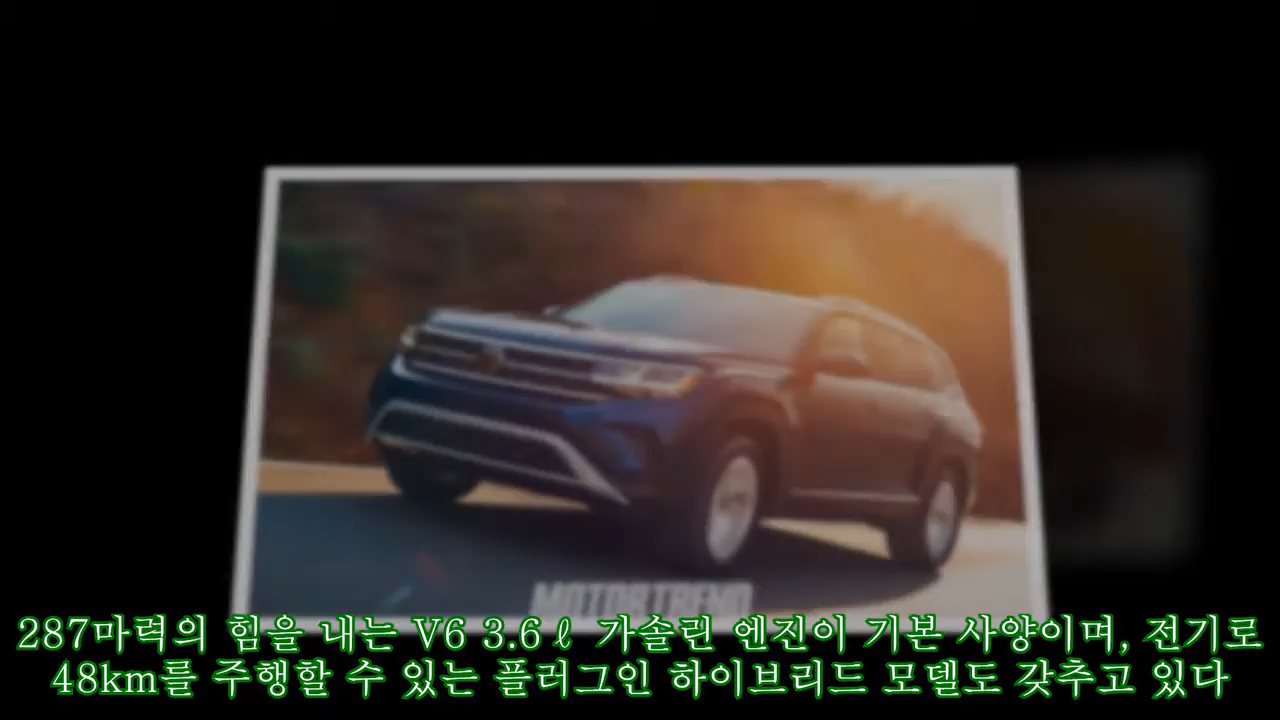 MOTORTREND
287마력의 힘을 내는 V6 3.6ℓ 가솔린 엔진이 기본 사양이며, 전기로
48km를 주행할 수 있는 플러그인 하이브리드 모델도 갖추고 있다